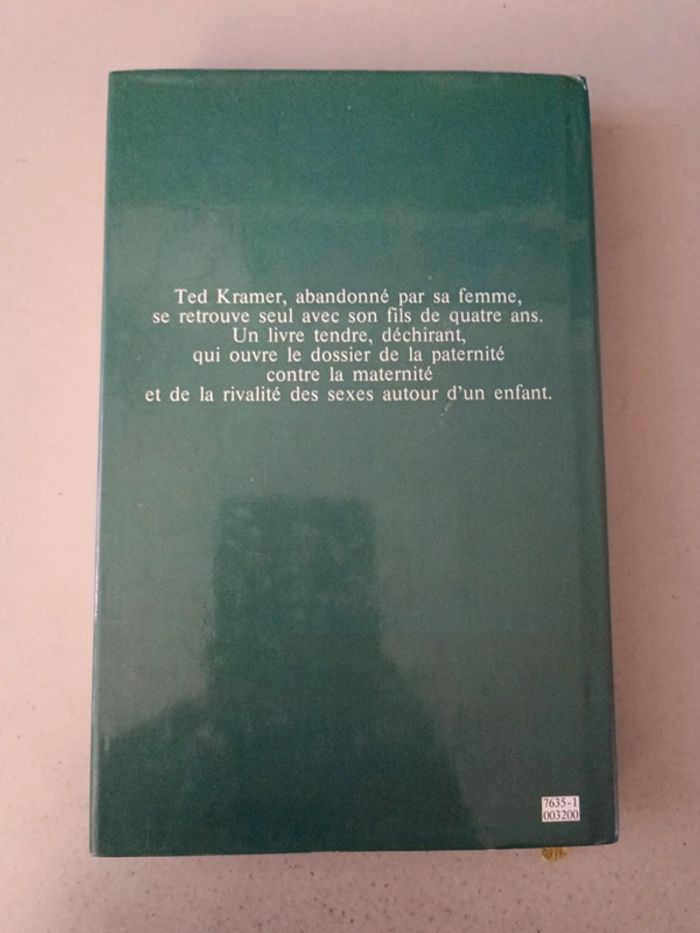 Ted Kramer, abandonné par sa femme,
se retrouve seul avec son fils de quatre ans.
Un livre tendre, déchirant,
qui ouvre le dossier de la paternité
contre la maternité
et de la rivalité des sexes autour d'un enfant.
7635-1
003200